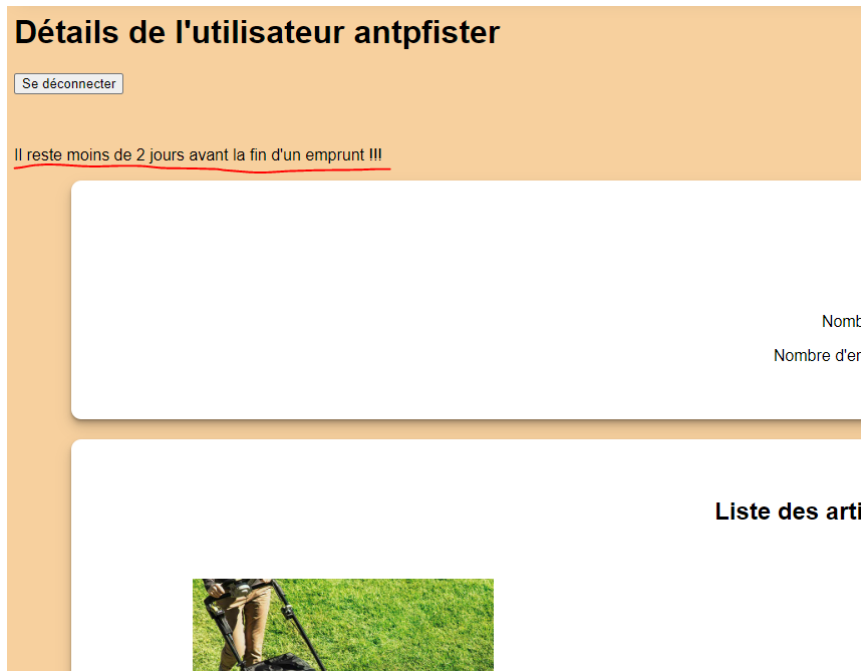 Détails de l'utilisateur antpfister
Se déconnecter
Il reste moins de 2 jours avant la fin d'un emprunt !!!
Nomb
Nombre d'er
Liste des arti